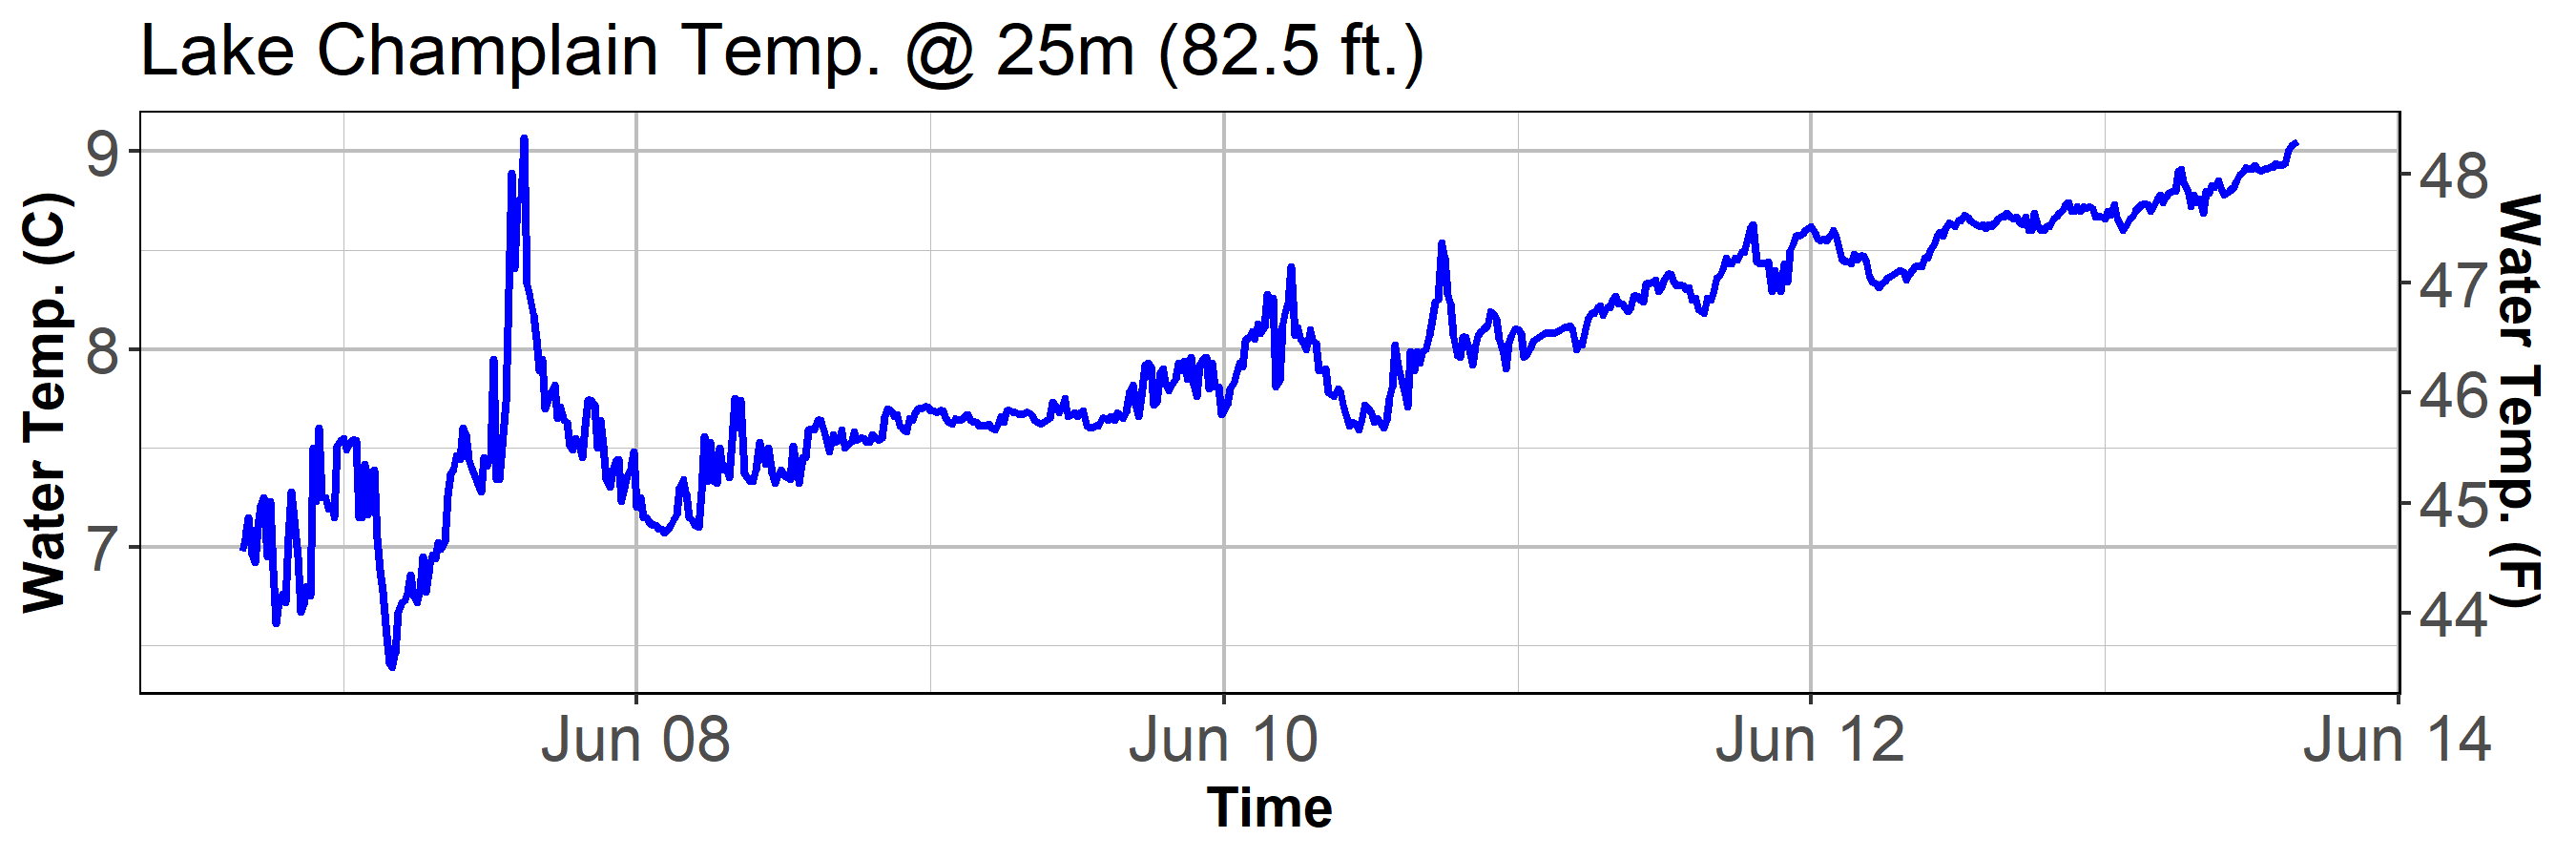 Lake Champlain Temp. @ 25m (82.5 ft.)
Water Temp. (C)
9
8
7
48
47
46
45
44
Water Temp. (F)
Jun 08
Jun 10
Jun 12
Jun 14
Time